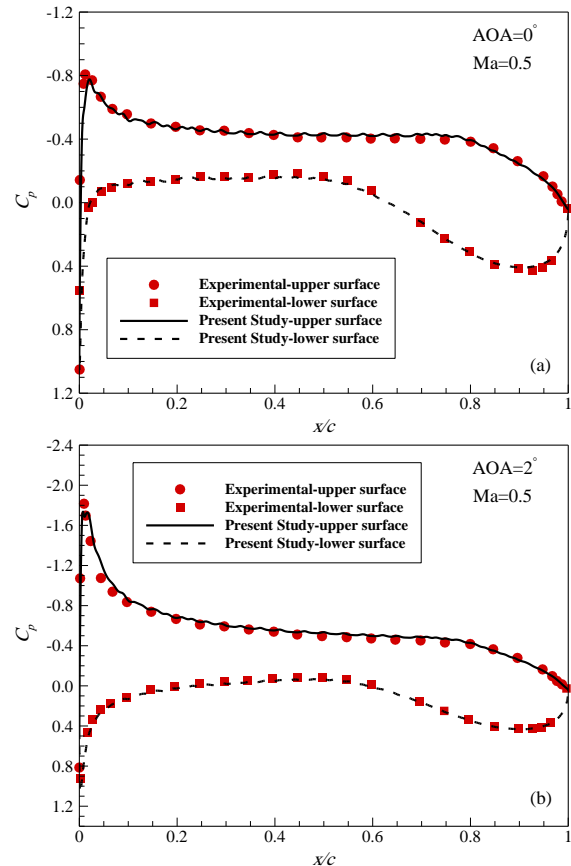 -1.2
AOA=0°
Ma=0.5
-0.8
-0.4
C_p
0.0
0.4
Experimental-upper surface
Experimental-lower surface
Present Study-upper surface
0.8
Present Study-lower surface
(a)
1.2
0 0.2 0.4 0.6 0.8 1
x/c
-2.4
AOA=2°
Experimental-upper surface
Ma=0.5
-2.0
Experimental-lower surface
Present Study-upper surface
-1.6
Present Study-lower surface
-1.2
-0.8
C_p
-0.4
0.0
0.4
0.8
(b)
1.2
0 0.2 0.4 0.6 0.8 1
x/c